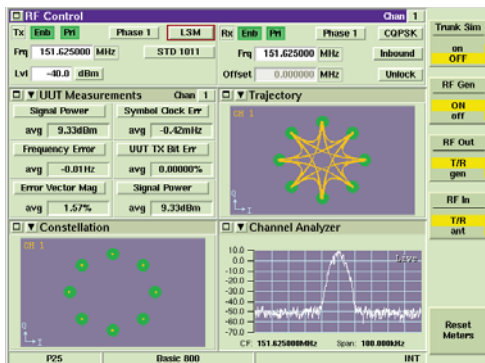 RF Control Chan 1
Tx Enb Pri Phase 1 LSM Rx Enb Pri Phase 1 CQPSK
Frq 151.625000 MHz STD 1011 Frq 151.625000 MHz Inbound
Lvl -40.0 dBm Offset 0.000000 MHz Unlock
UUT Measurements Chan 1
Signal Power Symbol Clock Err
avg 9.33dBm avg -0.42mHz
Frequency Error UUT TX Bit Err
avg -0.01Hz avg 0.00000%
Error Vector Mag Signal Power
avg 1.57% avg 9.33dBm
Trajectory
CH 1
Q
I
Constellation
CH 1
Q
I
Channel Analyzer
10.0
0.0
-10.0
-20.0
-30.0
-40.0
-50.0
-60.0
-70.0
Live
CF: 151.625000MHz Span: 100.000kHz
P25 Basic 800 INT
Trunk Sim
on
OFF
RF Gen
ON
off
RF Out
T/R
gen
RF In
T/R
ant
Reset
Meters